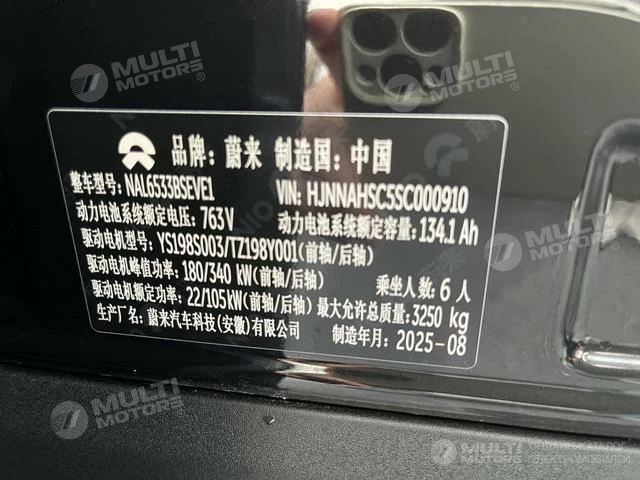 MULTI MOTORS®
MULTI MOTORS®
品牌：蔚来 制造国：中国
整车型号：NAL6533BSEVE1 VIN: HJNNAHSC5SC000910
动力电池系统额定电压：763V 动力电池系统额定容量：134.1 Ah
驱动电机型号：YS198S003/TZ198Y001(前轴/后轴)
驱动电机峰值功率：180/340 kW(前轴/后轴) 乘坐人数：6 人
驱动电机额定功率：22/105kW(前轴/后轴) 最大允许总质量：3250 kg
生产厂名：蔚来汽车科技(安徽)有限公司 制造年月：2025-08
MULTI MOTORS®
MULTI MOTORS®
MULTI MOTORS
ЭЛЕКТРОМОБИЛЕЙ